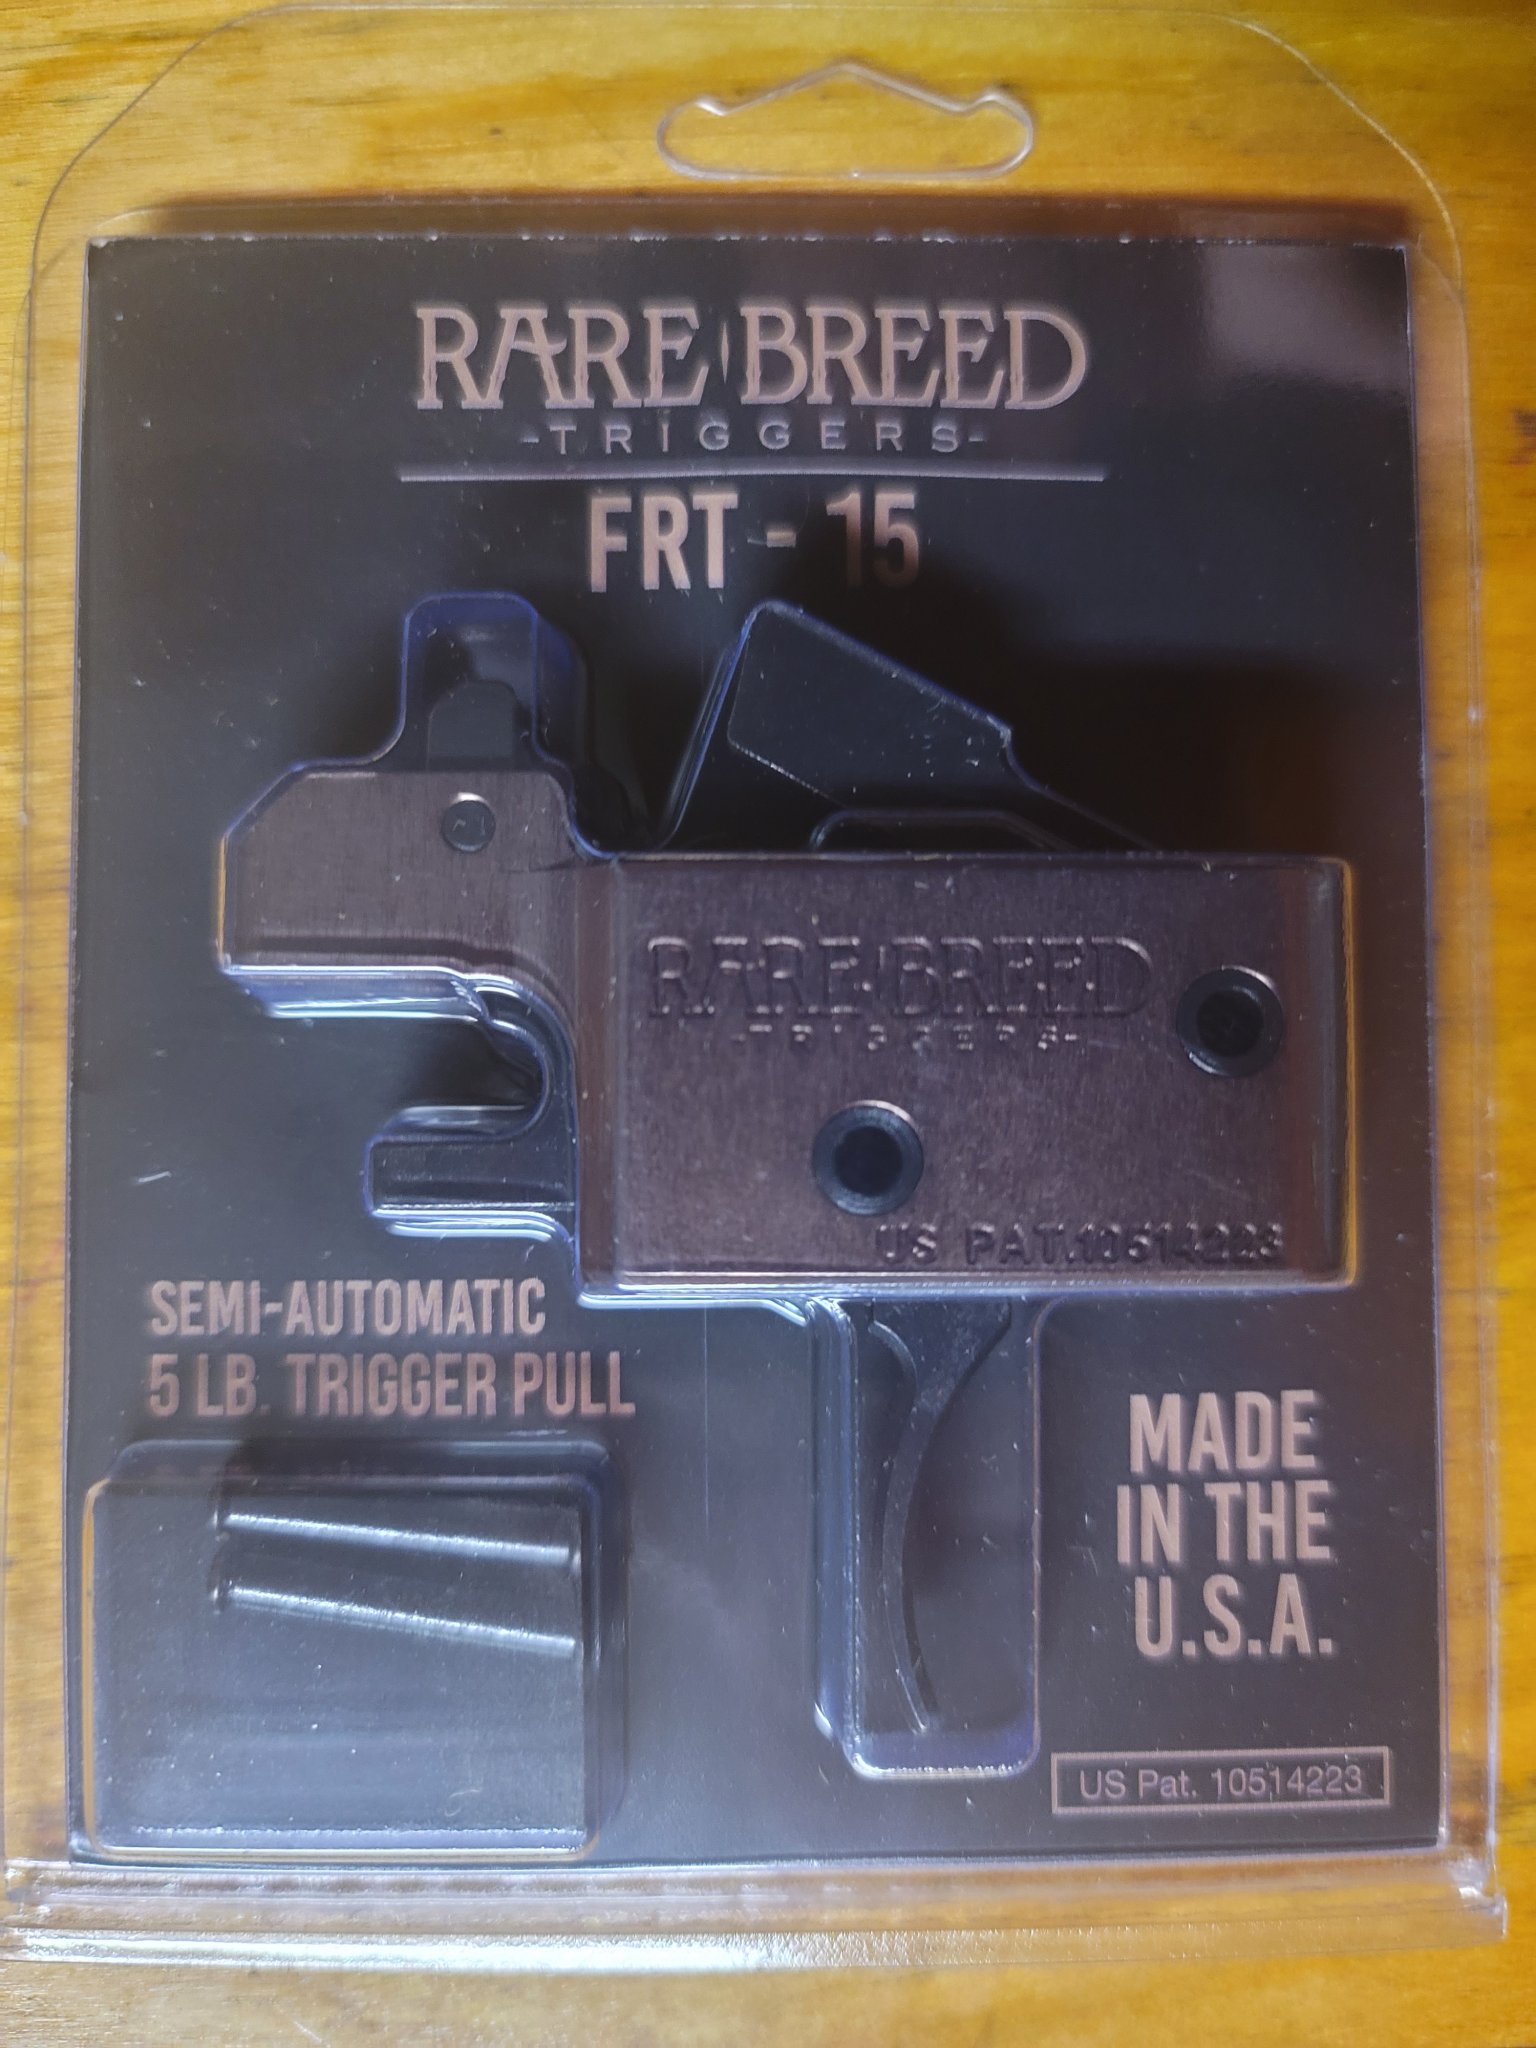 RARE BREED
-TRIGGERS-
FRT - 15
RARE BREED
-TRIGGERS-
US PAT.10514223
SEMI-AUTOMATIC
5 LB. TRIGGER PULL
MADE
IN THE
U.S.A.
US Pat. 10514223